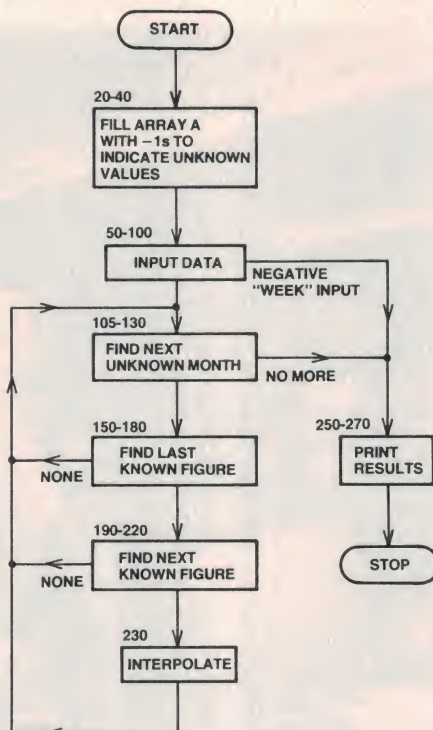 START
20-40
FILL ARRAY A
WITH –1s TO
INDICATE UNKNOWN
VALUES
50-100
INPUT DATA
NEGATIVE
"WEEK" INPUT
105-130
FIND NEXT
UNKNOWN MONTH
NO MORE
150-180
FIND LAST
KNOWN FIGURE
NONE
250-270
PRINT
RESULTS
190-220
FIND NEXT
KNOWN FIGURE
NONE
STOP
230
INTERPOLATE